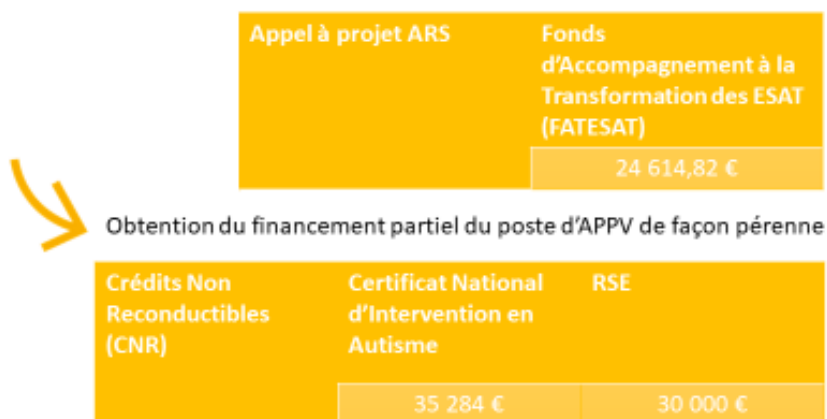 Appel à projet ARS
Fonds
d'Accompagnement à la
Transformation des ESAT
(FATESAT)
24 614,82 €
Obtention du financement partiel du poste d'APPV de façon pérenne
Crédits Non
Reconductibles
(CNR)
Certificat National
d'Intervention en
Autisme
RSE
35 284 €
30 000 €